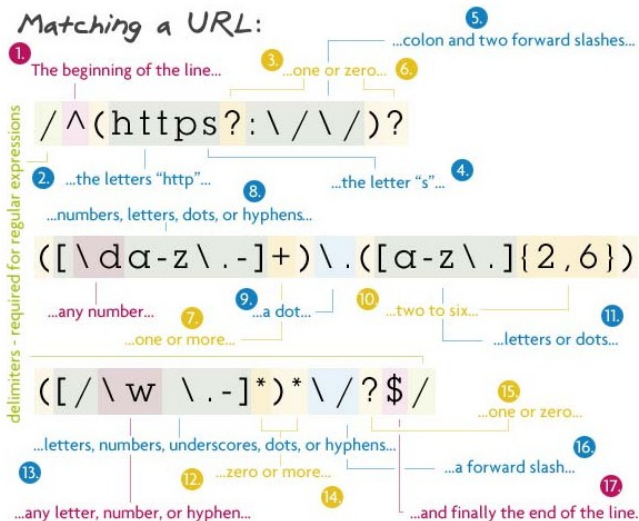 Matching a URL:
5.
...colon and two forward slashes...
1.
The beginning of the line...
3. ...one or zero... 6.
/^(https?:\/\/)?
2. ...the letters "http"...
...the letter "s"... 4.
8.
...numbers, letters, dots, or hyphens...
([\da-z\.-]+)\.([a-z\.]{2,6})
...any number...
7.
...one or more...
9. ...a dot...
10. ...two to six...
11.
...letters or dots...
([/\w \.-]*)*\/?$/
15.
...one or zero...
...letters, numbers, underscores, dots, or hyphens...
13.
12. ...zero or more... 14.
16.
...a forward slash...
17.
...any letter, number, or hyphen...
...and finally the end of the line.
delimiters - required for regular expressions